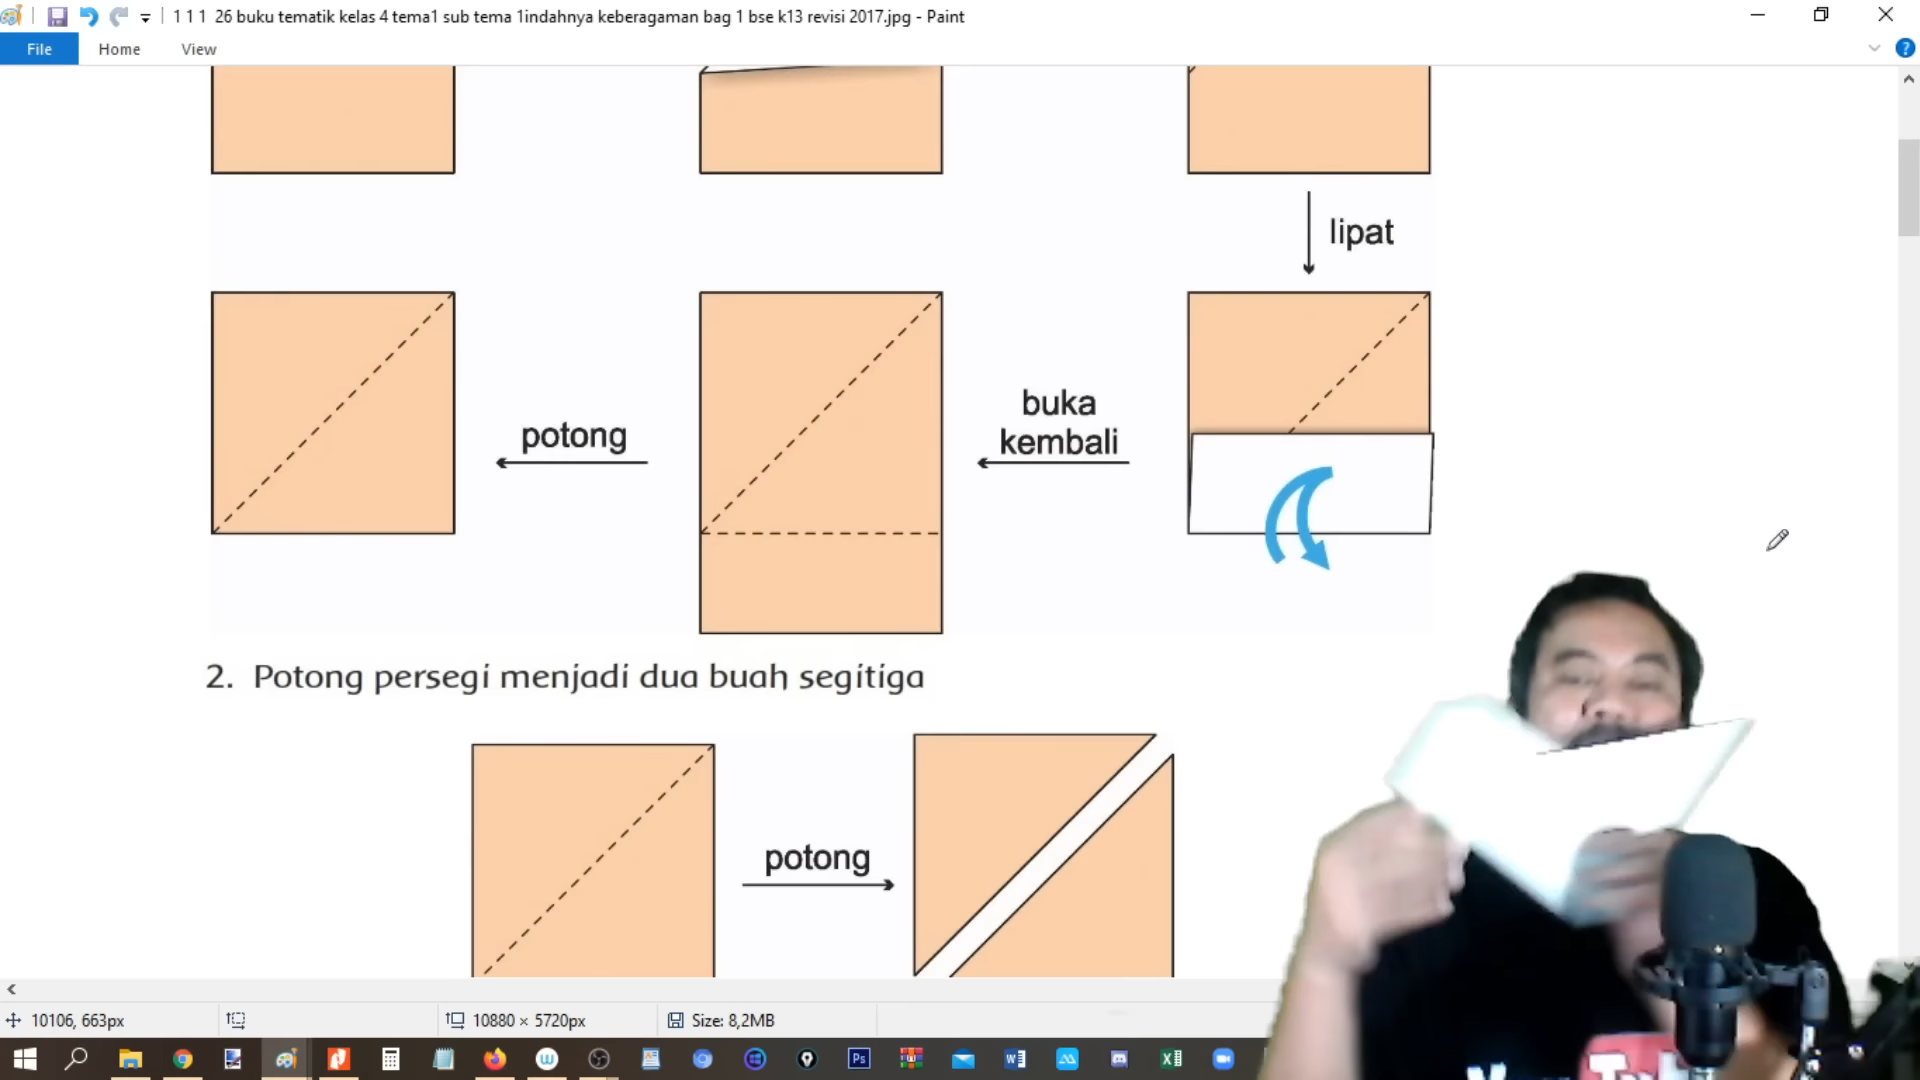 1 1 1  26 buku tematik kelas 4 tema1 sub tema 1indahnya keberagaman bag 1 bse k13 revisi 2017.jpg - Paint
File Home View
lipat
potong
buka
kembali
2. Potong persegi menjadi dua buah segitiga
potong
10106, 663px
10880 × 5720px
Size: 8,2MB